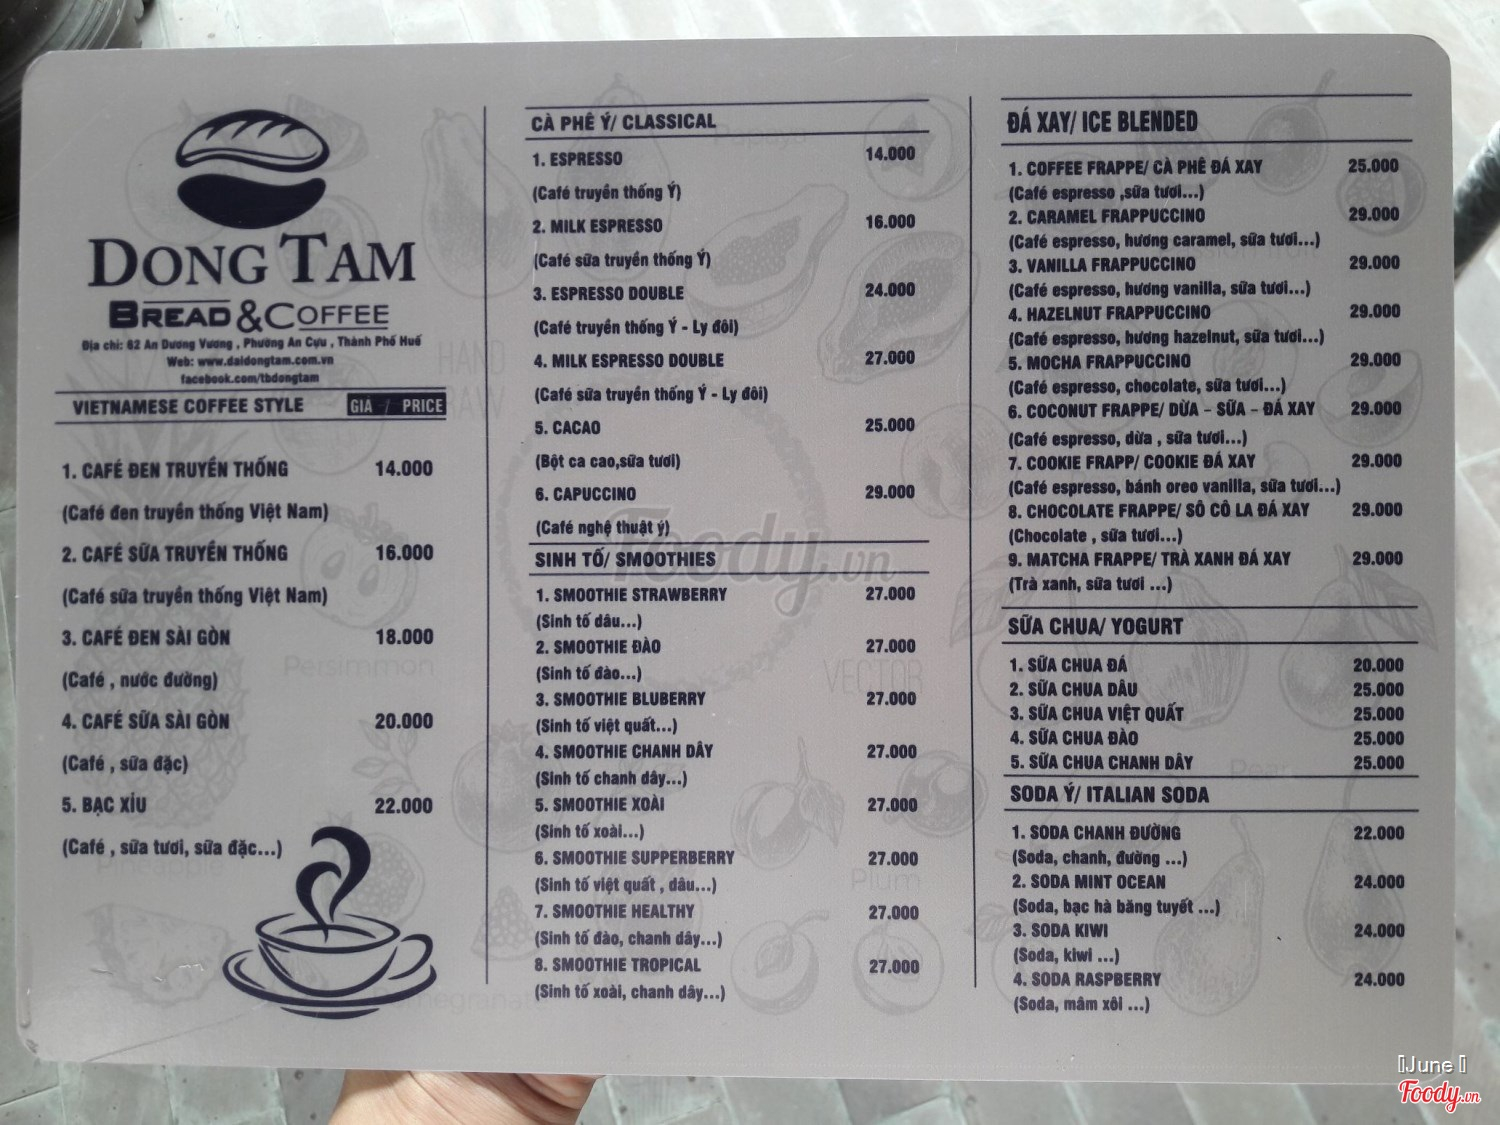 DONG TAM
BREAD & COFFEE
Địa chỉ: 62 An Dương Vương , Phường An Cựu , Thành Phố Huế
Web: www.daidongtam.com.vn
facebook.com/tbdongtam
VIETNAMESE COFFEE STYLE GIÁ / PRICE
1. CAFÉ ĐEN TRUYỀN THỐNG 14.000
(Café đen truyền thống Việt Nam)
2. CAFÉ SỮA TRUYỀN THỐNG 16.000
(Café sữa truyền thống Việt Nam)
3. CAFÉ ĐEN SÀI GÒN 18.000
(Café , nước đường)
4. CAFÉ SỮA SÀI GÒN 20.000
(Café , sữa đặc)
5. BẠC XỈU 22.000
(Café , sữa tươi, sữa đặc...)
CÀ PHÊ Ý/ CLASSICAL
1. ESPRESSO 14.000
(Café truyền thống Ý)
2. MILK ESPRESSO 16.000
(Café sữa truyền thống Ý)
3. ESPRESSO DOUBLE 24.000
(Café truyền thống Ý - Ly đôi)
4. MILK ESPRESSO DOUBLE 27.000
(Café sữa truyền thống Ý - Ly đôi)
5. CACAO 25.000
(Bột ca cao,sữa tươi)
6. CAPUCCINO 29.000
(Café nghệ thuật ý)
SINH TỐ/ SMOOTHIES
1. SMOOTHIE STRAWBERRY 27.000
(Sinh tố dâu...)
2. SMOOTHIE ĐÀO 27.000
(Sinh tố đào...)
3. SMOOTHIE BLUBERRY 27.000
(Sinh tố việt quất...)
4. SMOOTHIE CHANH DÂY 27.000
(Sinh tố chanh dây...)
5. SMOOTHIE XOÀI 27.000
(Sinh tố xoài...)
6. SMOOTHIE SUPPERBERRY 27.000
(Sinh tố việt quất , dâu...)
7. SMOOTHIE HEALTHY 27.000
(Sinh tố đào, chanh dây...)
8. SMOOTHIE TROPICAL 27.000
(Sinh tố xoài, chanh dây...)
ĐÁ XAY/ ICE BLENDED
1. COFFEE FRAPPE/ CÀ PHÊ ĐÁ XAY 25.000
(Café espresso ,sữa tươi...)
2. CARAMEL FRAPPUCCINO 29.000
(Café espresso, hương caramel, sữa tươi...)
3. VANILLA FRAPPUCCINO 29.000
(Café espresso, hương vanilla, sữa tươi...)
4. HAZELNUT FRAPPUCCINO 29.000
(Café espresso, hương hazelnut, sữa tươi...)
5. MOCHA FRAPPUCCINO 29.000
(Café espresso, chocolate, sữa tươi...)
6. COCONUT FRAPPE/ DỪA - SỮA - ĐÁ XAY 29.000
(Café espresso, dừa , sữa tươi...)
7. COOKIE FRAPP/ COOKIE ĐÁ XAY 29.000
(Café espresso, bánh oreo vanilla, sữa tươi...)
8. CHOCOLATE FRAPPE/ SÔ CÔ LA ĐÁ XAY 29.000
(Chocolate , sữa tươi...)
9. MATCHA FRAPPE/ TRÀ XANH ĐÁ XAY 29.000
(Trà xanh, sữa tươi ...)
SỮA CHUA/ YOGURT
1. SỮA CHUA ĐÁ 20.000
2. SỮA CHUA DÂU 25.000
3. SỮA CHUA VIỆT QUẤT 25.000
4. SỮA CHUA ĐÀO 25.000
5. SỮA CHUA CHANH DÂY 25.000
SODA Ý/ ITALIAN SODA
1. SODA CHANH ĐƯỜNG 22.000
(Soda, chanh, đường ...)
2. SODA MINT OCEAN 24.000
(Soda, bạc hà băng tuyết ...)
3. SODA KIWI 24.000
(Soda, kiwi ...)
4. SODA RASPBERRY 24.000
(Soda, mâm xôi ...)
HAND
VECTOR
Persimmon
Plum
Pear
Foody.vn
June
Foody.vn